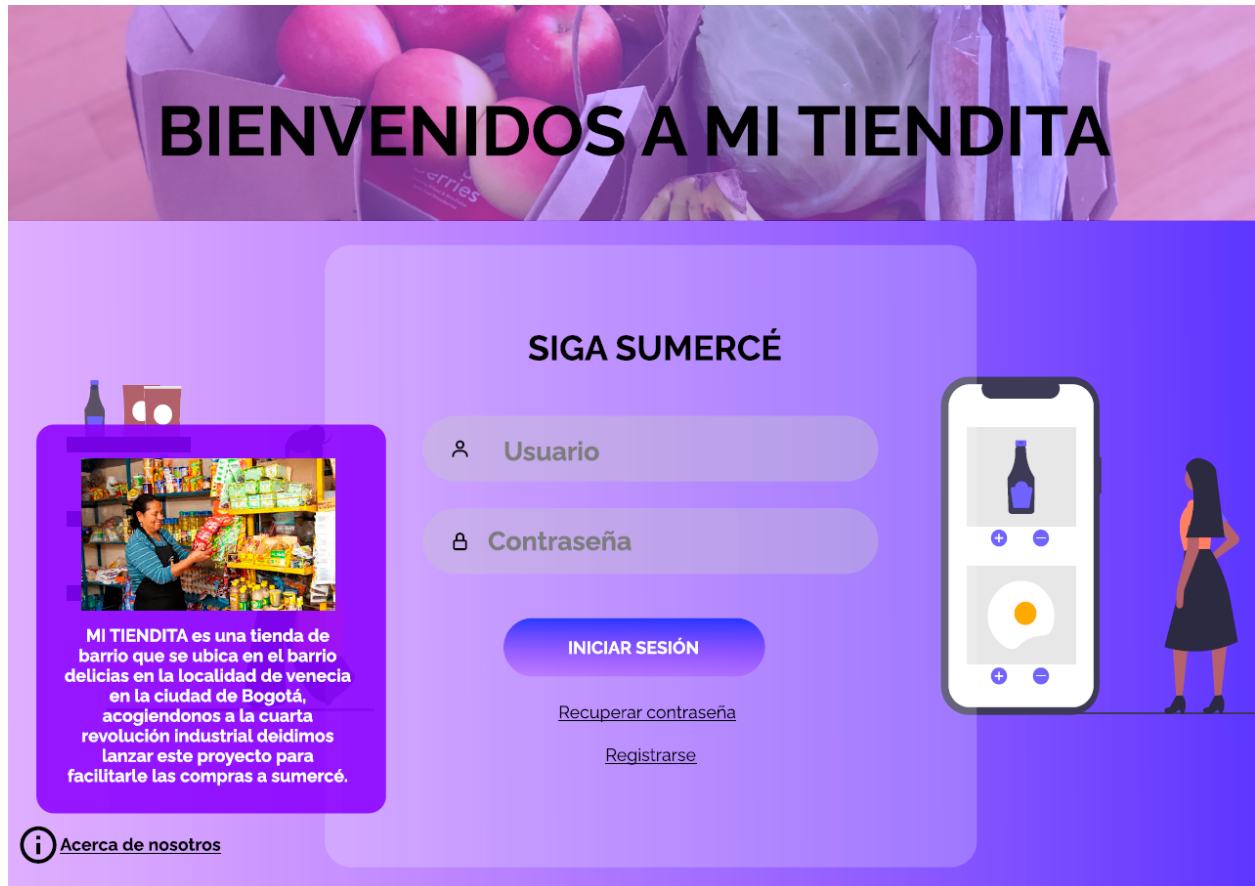 BIENVENIDOS A MI TIENDITA
erries
SIGA SUMERCÉ
Usuario
Contraseña
INICIAR SESIÓN
Recuperar contraseña
Registrarse
MI TIENDITA es una tienda de
barrio que se ubica en el barrio
delicias en la localidad de venecia
en la ciudad de Bogotá,
acogiendonos a la cuarta
revolución industrial deidimos
lanzar este proyecto para
facilitarle las compras a sumercé.
Acerca de nosotros